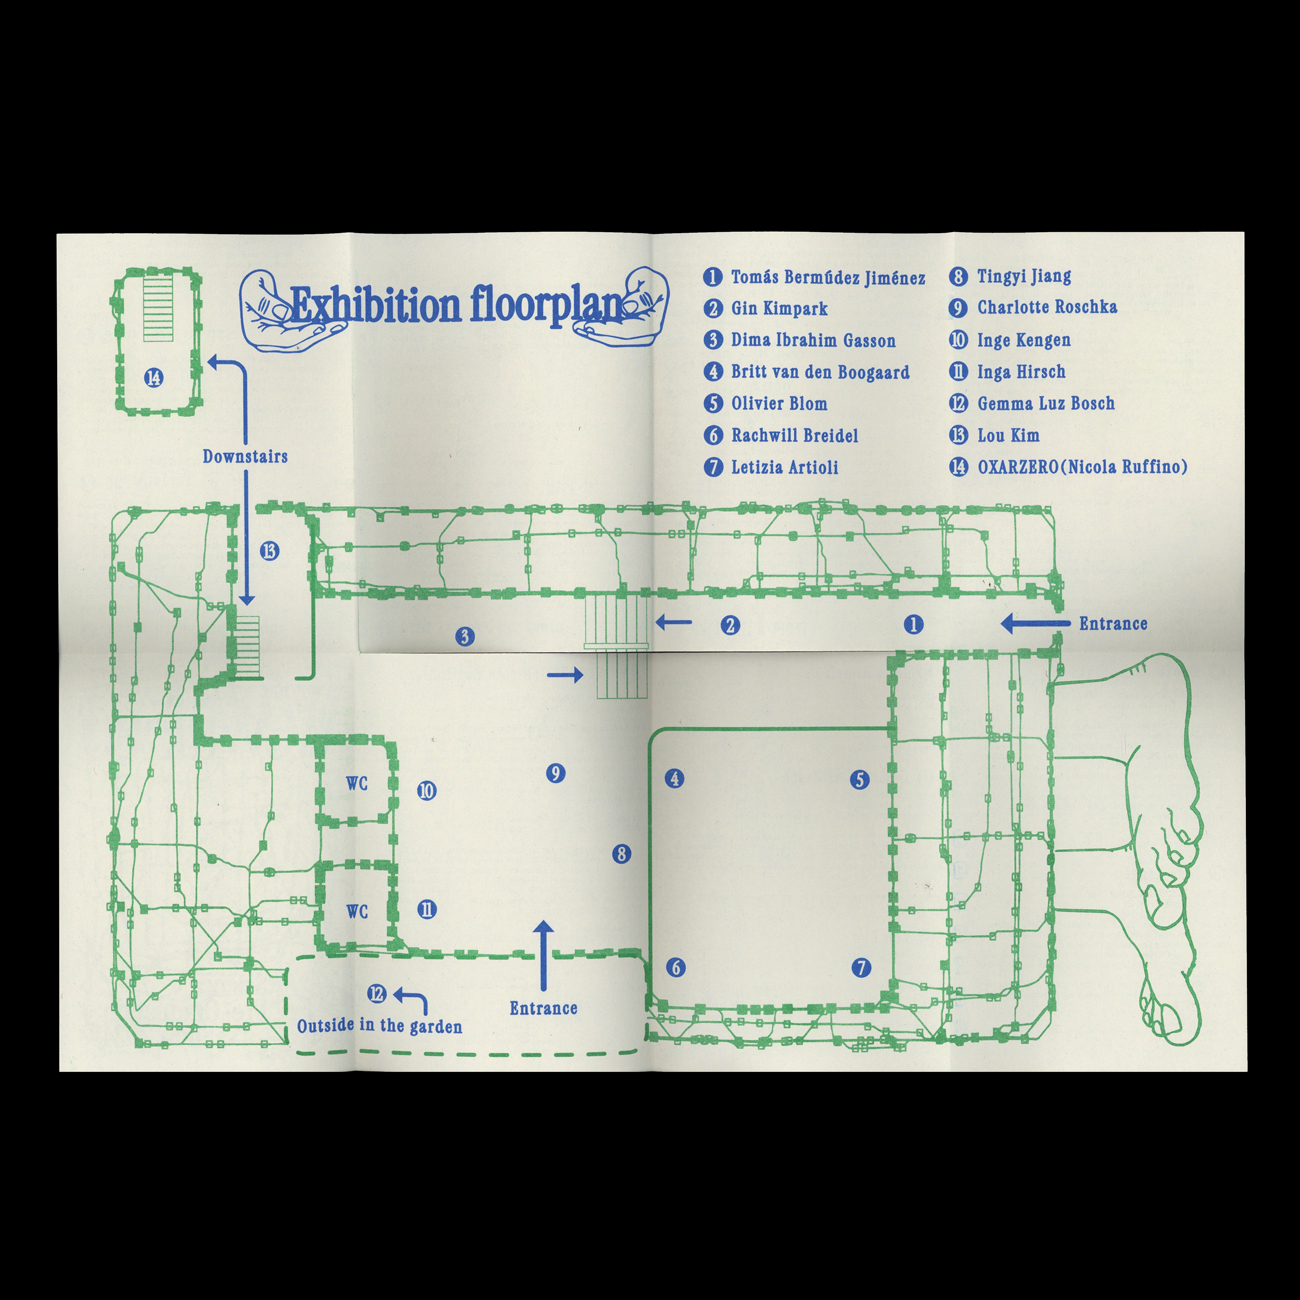 Exhibition floorplan
1 Tomás Bermúdez Jiménez
2 Gin Kimpark
3 Dima Ibrahim Gasson
4 Britt van den Boogaard
5 Olivier Blom
6 Rachwill Breidel
7 Letizia Artioli
8 Tingyi Jiang
9 Charlotte Roschka
10 Inge Kengen
11 Inga Hirsch
12 Gemma Luz Bosch
13 Lou Kim
14 OXARZERO(Nicola Ruffino)
14
Downstairs
13
3
2
1
Entrance
WC
10
9
4
5
8
WC
11
6
7
12
Entrance
Outside in the garden